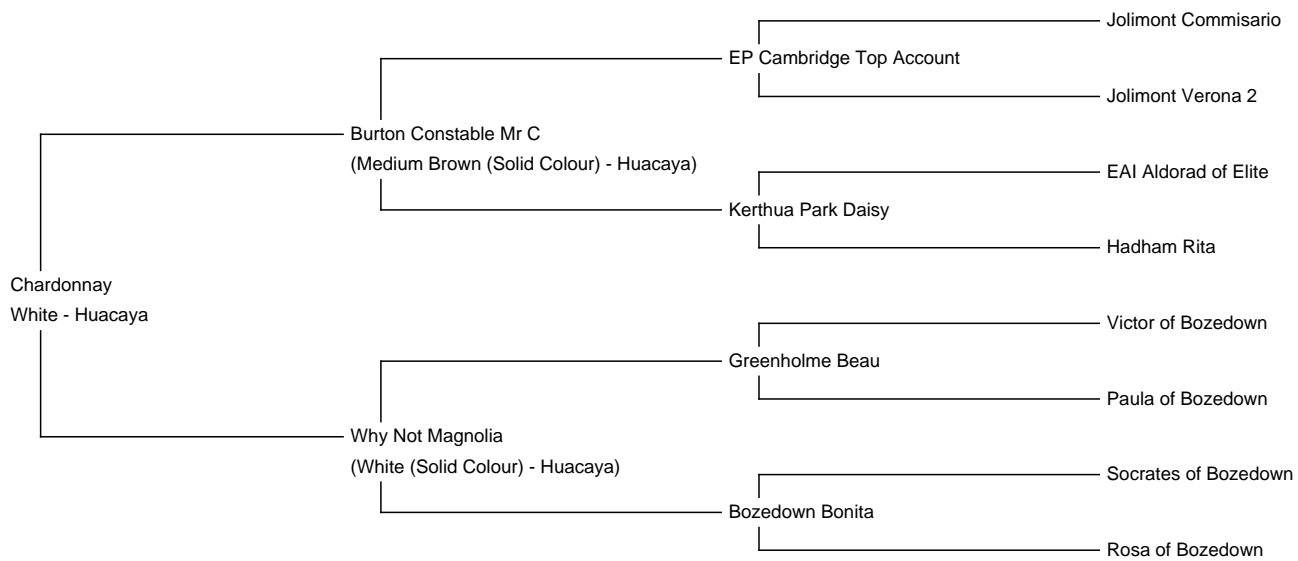 Jolimont Commisario
EP Cambridge Top Account
Jolimont Verona 2
Burton Constable Mr C
(Medium Brown (Solid Colour) - Huacaya)
EAI Aldorad of Elite
Kerthua Park Daisy
Hadham Rita
Chardonnay
White - Huacaya
Victor of Bozedown
Greenholme Beau
Paula of Bozedown
Why Not Magnolia
(White (Solid Colour) - Huacaya)
Socrates of Bozedown
Bozedown Bonita
Rosa of Bozedown